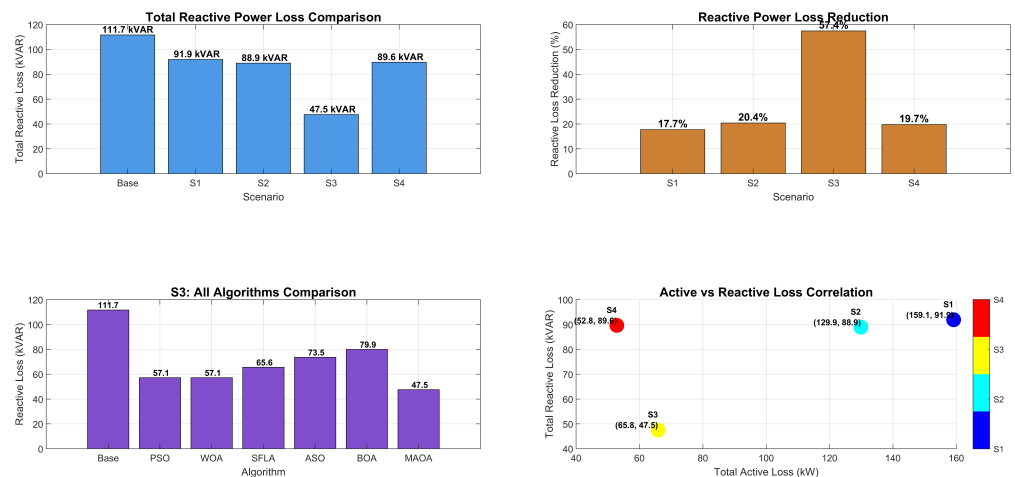 Total Reactive Power Loss Comparison
Total Reactive Loss (kVAR)
120
100
80
60
40
20
0
111.7 kVAR
91.9 kVAR
88.9 kVAR
47.5 kVAR
89.6 kVAR
Base S1 S2 S3 S4
Scenario
Reactive Power Loss Reduction
Reactive Loss Reduction (%)
60
50
40
30
20
10
0
17.7%
20.4%
57.4%
19.7%
S1 S2 S3 S4
Scenario
S3: All Algorithms Comparison
Reactive Loss (kVAR)
120
100
80
60
40
20
0
111.7
57.1
57.1
65.6
73.5
79.9
47.5
Base PSO WOA SFLA ASO BOA MAOA
Algorithm
Active vs Reactive Loss Correlation
Total Reactive Loss (kVAR)
100
90
80
70
60
50
40
S4
(52.8, 89.6)
S3
(65.8, 47.5)
S2
(129.9, 88.9)
S1
(159.1, 91.9)
40 60 80 100 120 140 160
Total Active Loss (kW)
S4
S3
S2
S1